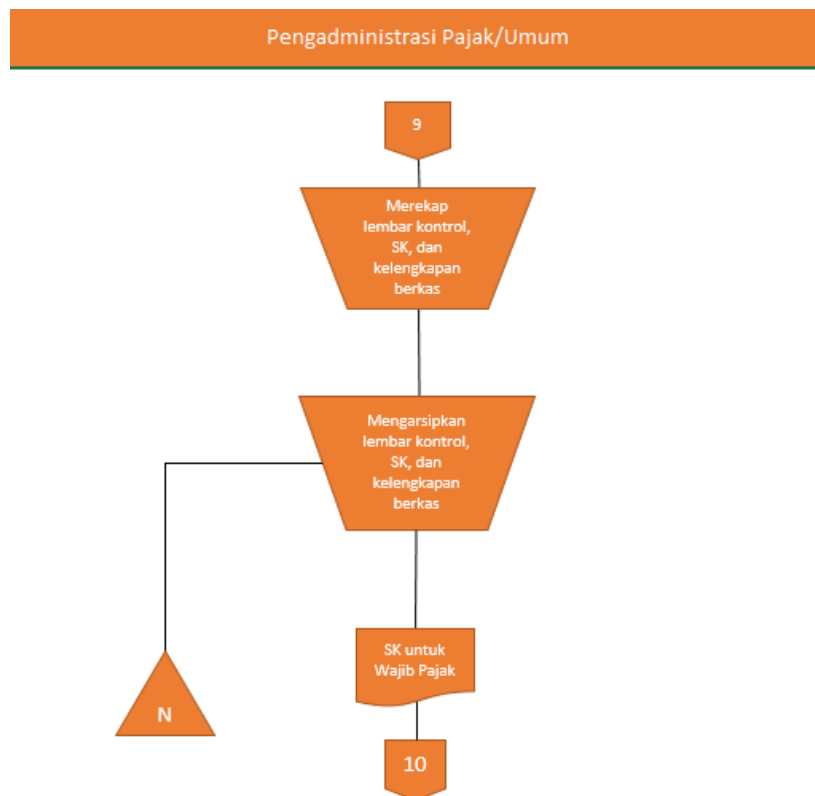 Pengadministrasi Pajak/Umum
9
Merekap
lembar kontrol,
SK, dan
kelengkapan
berkas
Mengarsipkan
lembar kontrol,
SK, dan
kelengkapan
berkas
SK untuk
Wajib Pajak
N
10